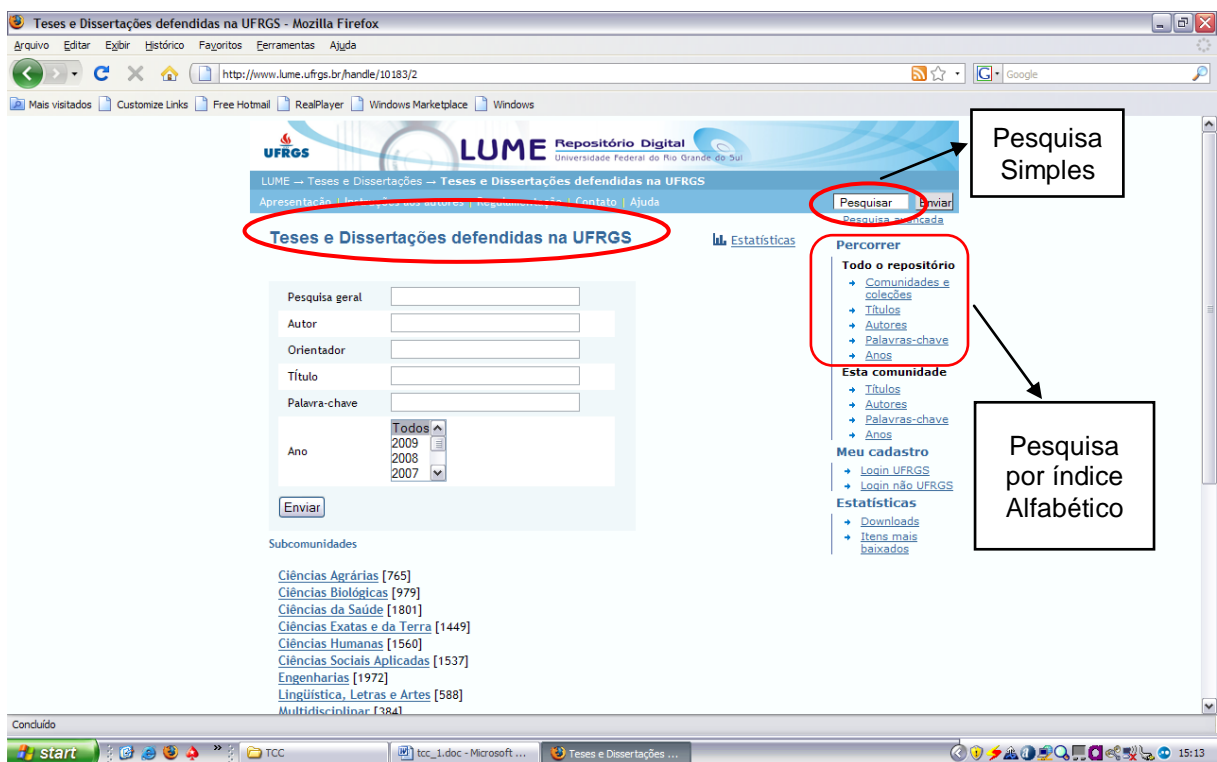 Teses e Dissertações defendidas na UFRGS - Mozilla Firefox
Arquivo Editar Exibir Histórico Favoritos Ferramentas Ajuda
http://www.lume.ufrgs.br/handle/10183/2
Google
Mais visitados Customize Links Free Hotmail RealPlayer Windows Marketplace Windows
UFRGS
LUME
Repositório Digital
Universidade Federal do Rio Grande do Sul
LUME → Teses e Dissertações → Teses e Dissertações defendidas na UFRGS
Apresentação | Instruções aos autores | Regulamentação | Contato | Ajuda
Pesquisar Enviar
Pesquisa avançada
Pesquisa
Simples
Teses e Dissertações defendidas na UFRGS
Estatísticas
Pesquisa geral
Autor
Orientador
Título
Palavra-chave
Ano
Todos
2009
2008
2007
Enviar
Subcomunidades
Ciências Agrárias [765]
Ciências Biológicas [979]
Ciências da Saúde [1801]
Ciências Exatas e da Terra [1449]
Ciências Humanas [1560]
Ciências Sociais Aplicadas [1537]
Engenharias [1972]
Lingüística, Letras e Artes [588]
Multidisciplinar [384]
Percorrer
Todo o repositório
Comunidades e
coleções
Títulos
Autores
Palavras-chave
Anos
Esta comunidade
Títulos
Autores
Palavras-chave
Anos
Meu cadastro
Login UFRGS
Login não UFRGS
Estatísticas
Downloads
Itens mais
baixados
Pesquisa
por índice
Alfabético
Concluído
start
TCC
tcc_1.doc - Microsoft ...
Teses e Dissertações ...
15:13